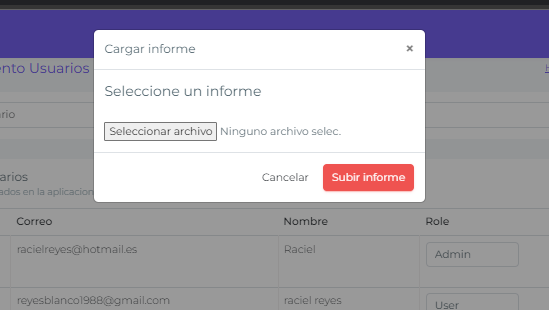 Cargar informe ×
nto Usuarios
Seleccione un informe
ario
Seleccionar archivo Ninguno archivo selec.
arios
Cancelar Subir informe
ados en la aplicacion
Correo Nombre Role
racielreyes@hotmail.es Raciel Admin
reyesblanco1988@gmail.com raciel reyes User